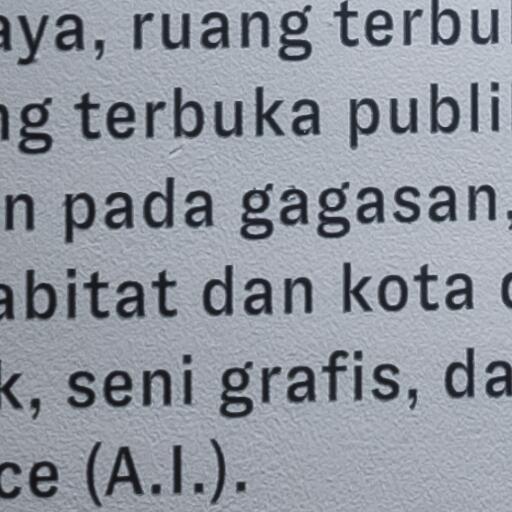 aya, ruang terbu
ng terbuka publi
n pada gagasan,
abitat dan kota
k, seni grafis, da
ce (A.I.).